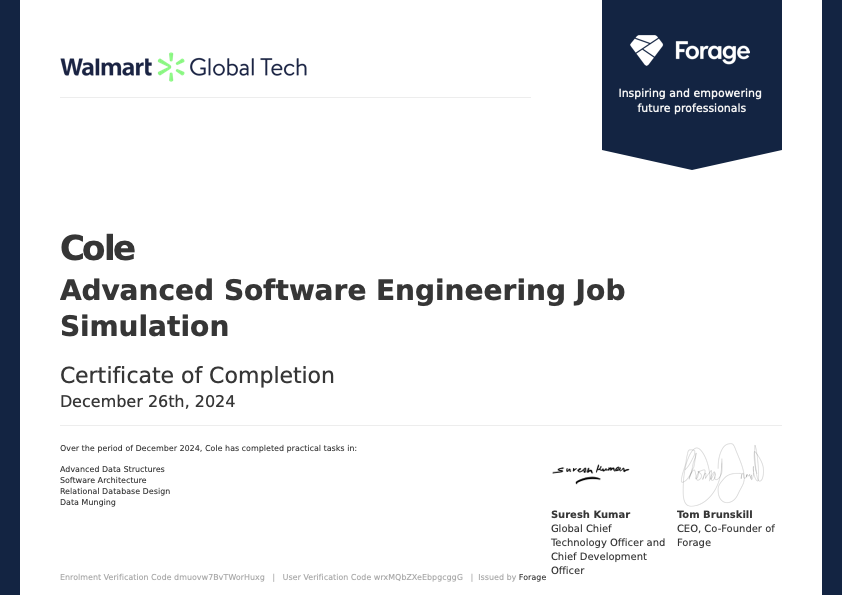 Walmart Global Tech
Forage
Inspiring and empowering
future professionals
Cole
Advanced Software Engineering Job
Simulation
Certificate of Completion
December 26th, 2024
Over the period of December 2024, Cole has completed practical tasks in:
Advanced Data Structures
Software Architecture
Relational Database Design
Data Munging
Suresh Kumar
Suresh Kumar
Global Chief
Technology Officer and
Chief Development
Officer
Tom Brunskill
CEO, Co-Founder of
Forage
Enrolment Verification Code dmuovw7BvTWorHuxg | User Verification Code wrxMQbZXeEbpgcggG | Issued by Forage